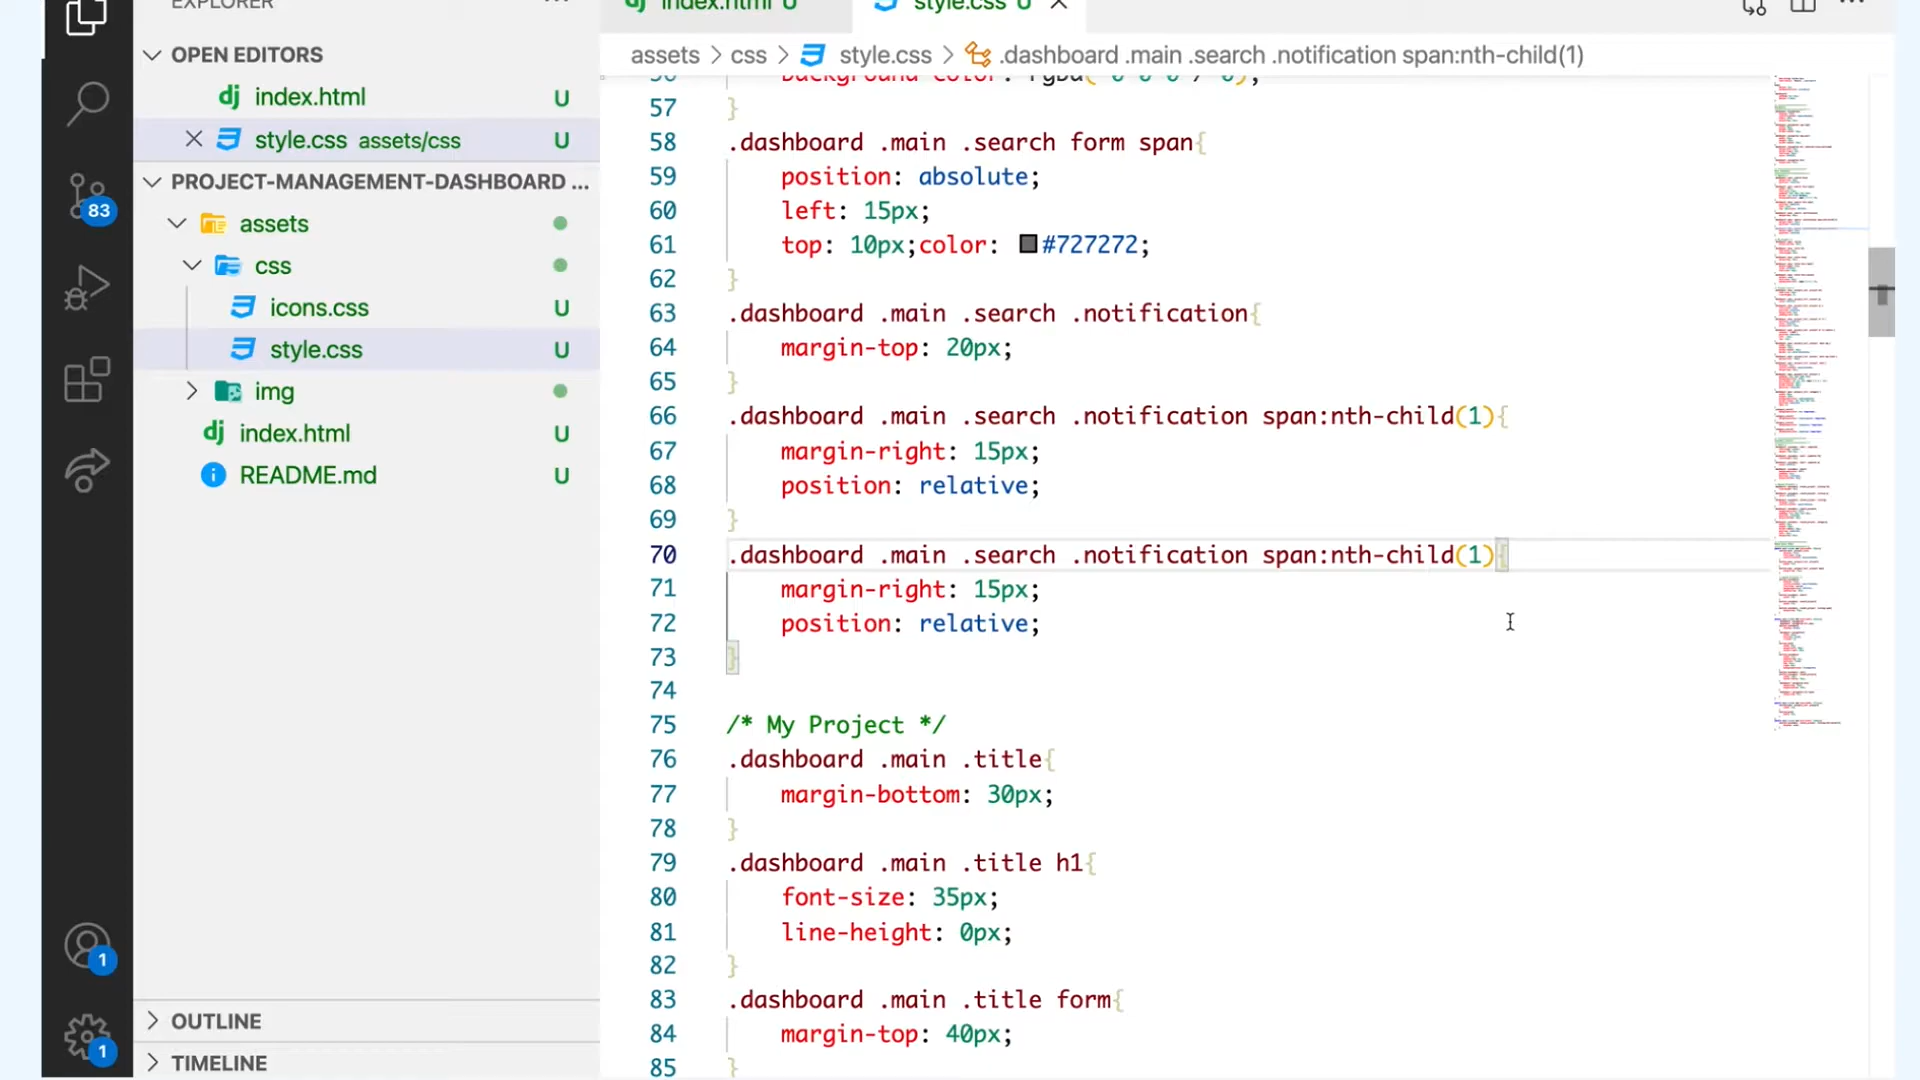 EXPLORER
OPEN EDITORS
index.html U
style.css assets/css U
PROJECT-MANAGEMENT-DASHBOARD ...
assets
css
icons.css U
style.css U
img
index.html U
README.md U
OUTLINE
TIMELINE
83
1
1
index.html U
style.css U
assets > css > style.css > .dashboard .main .search .notification span:nth-child(1)
57 }
58 .dashboard .main .search form span{
59 position: absolute;
60 left: 15px;
61 top: 10px;color: #727272;
62 }
63 .dashboard .main .search .notification{
64 margin-top: 20px;
65 }
66 .dashboard .main .search .notification span:nth-child(1){
67 margin-right: 15px;
68 position: relative;
69 }
70 .dashboard .main .search .notification span:nth-child(1){
71 margin-right: 15px;
72 position: relative;
73 }
74
75 /* My Project */
76 .dashboard .main .title{
77 margin-bottom: 30px;
78 }
79 .dashboard .main .title h1{
80 font-size: 35px;
81 line-height: 0px;
82 }
83 .dashboard .main .title form{
84 margin-top: 40px;
85 }